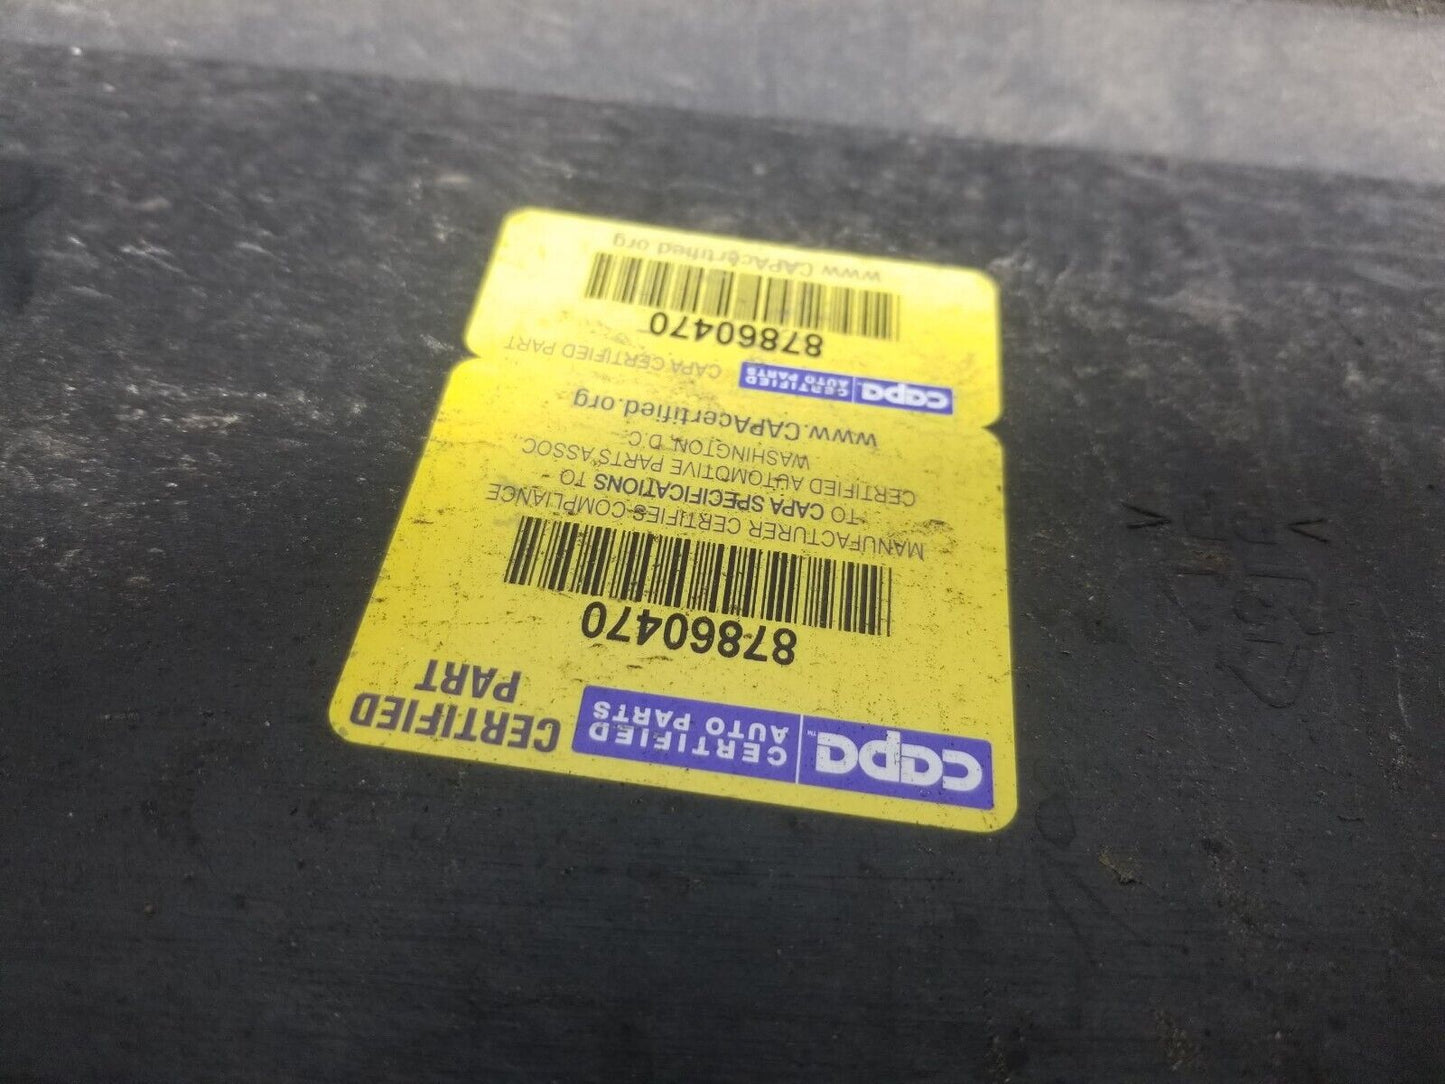 capa™ CERTIFIED AUTO PARTS
CERTIFIED PART
87860470
MANUFACTURER CERTIFIES COMPLIANCE
TO CAPA SPECIFICATIONS TO
CERTIFIED AUTOMOTIVE PARTS ASSOC.
WASHINGTON, D.C.
www.CAPAcertified.org
capa CERTIFIED AUTO PARTS
CAPA CERTIFIED PART
87860470
www.CAPAcertified.org